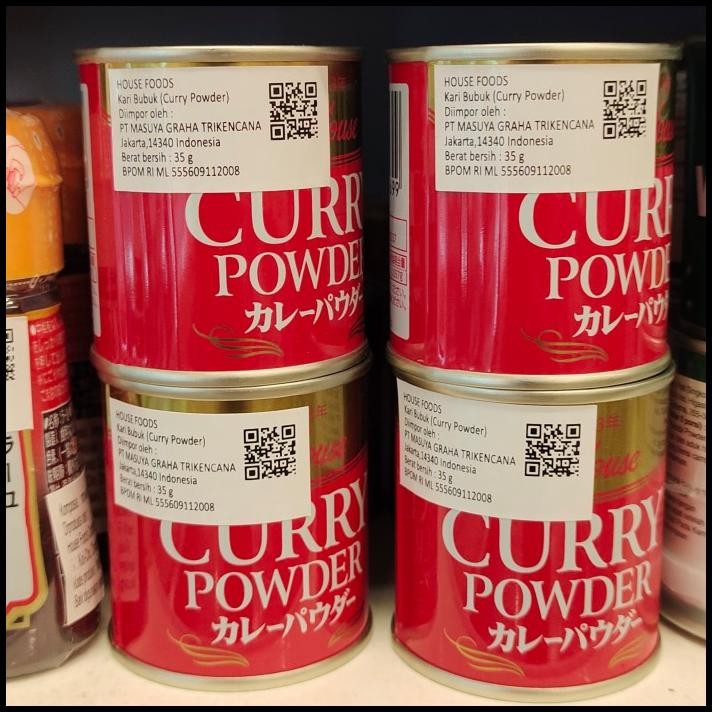 HOUSE FOODS
Kari Bubuk (Curry Powder)
Diimpor oleh :
PT MASUYA GRAHA TRIKENCANA
Jakarta,14340 Indonesia
Berat bersih : 35 g
BPOM RI ML 555609112008
House
CURRY
POWDER
カレーパウダー
HOUSE FOODS
Kari Bubuk (Curry Powder)
Diimpor oleh :
PT MASUYA GRAHA TRIKENCANA
Jakarta,14340 Indonesia
Berat bersih : 35 g
BPOM RI ML 555609112008
House
CURR
POWDE
カレーパウ
HOUSE FOODS
Kari Bubuk (Curry Powder)
Diimpor oleh :
PT MASUYA GRAHA TRIKENCANA
Jakarta,14340 Indonesia
Berat bersih : 35 g
BPOM RI ML 555609112008
House
CURRY
POWDER
カレーパウダー
HOUSE FOODS
Kari Bubuk (Curry Powder)
Diimpor oleh :
PT MASUYA GRAHA TRIKENCANA
Jakarta,14340 Indonesia
Berat bersih : 35 g
BPOM RI ML 555609112008
House
CURRY
POWDER
カレーパウダー